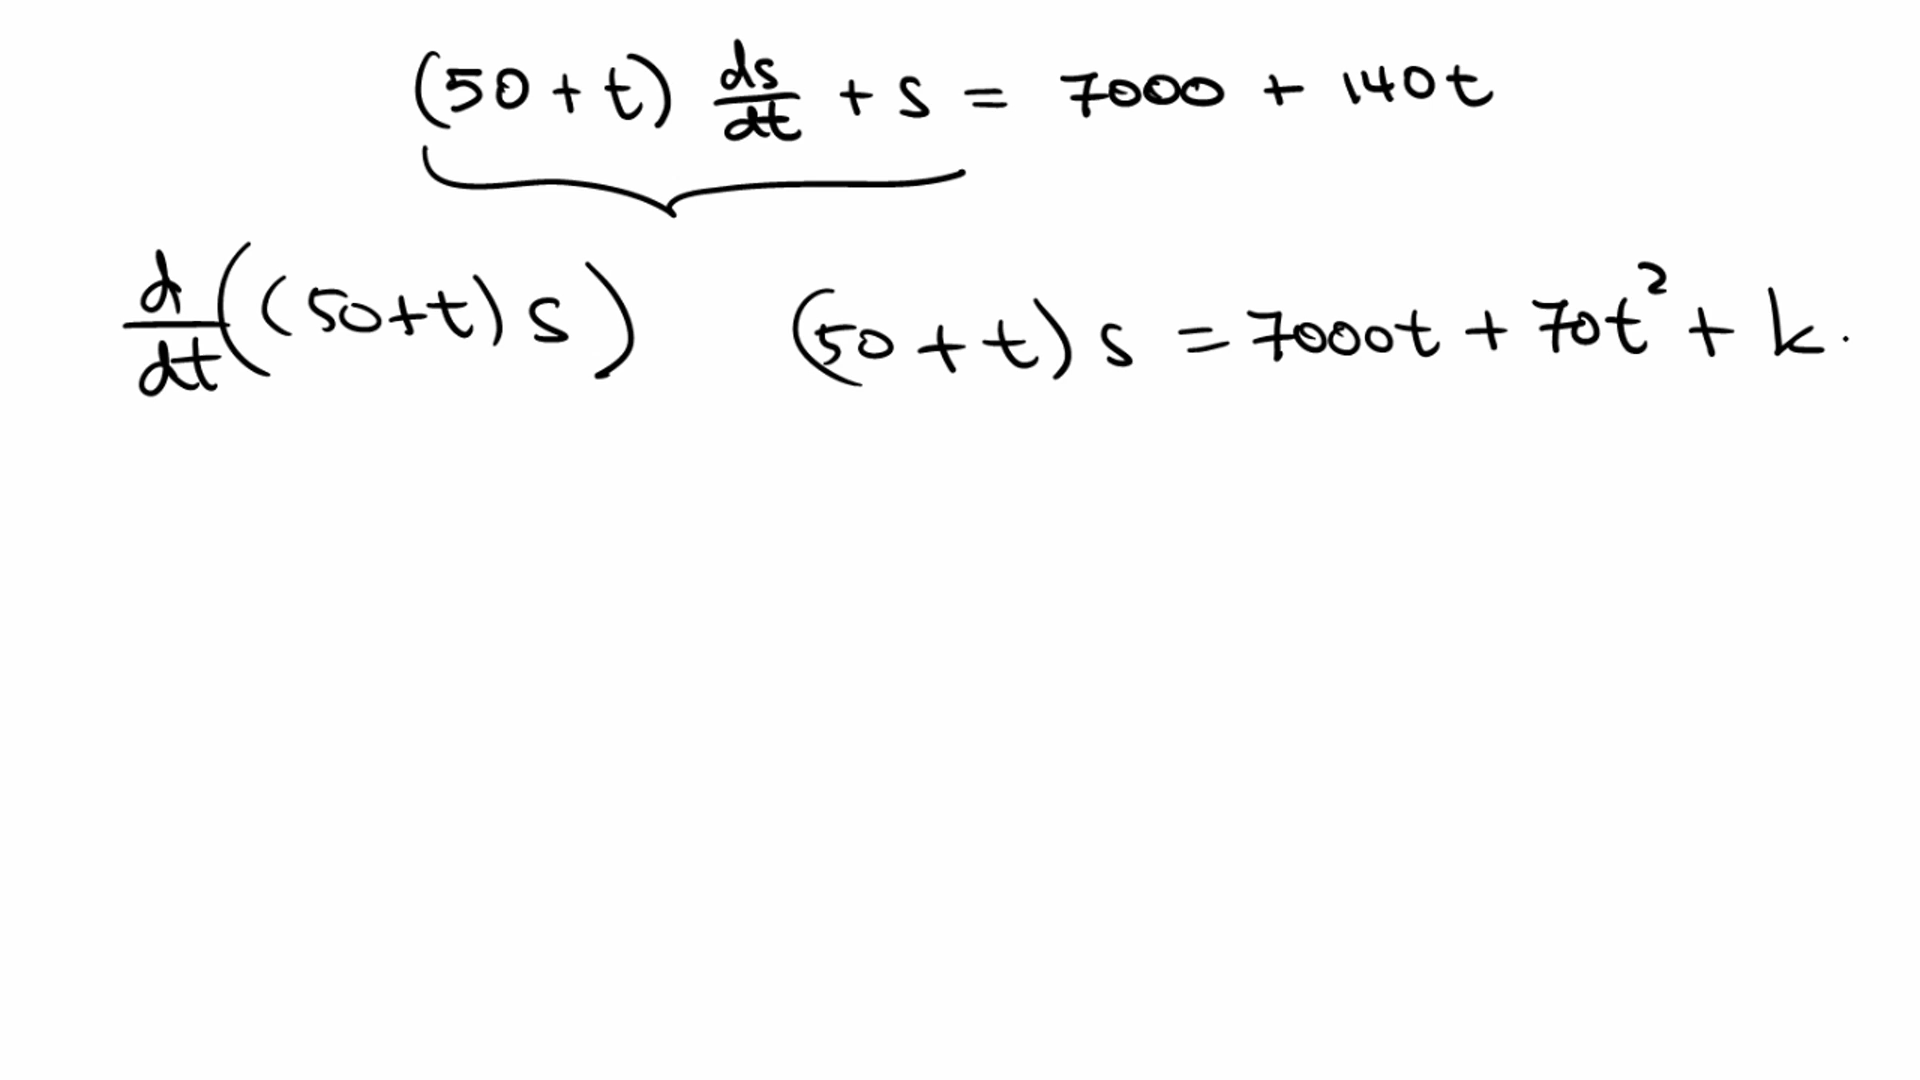 (50 + t) ds/dt + s = 7000 + 140t
d/dt((50+t) s) (50 + t) s = 7000t + 70t² + k.